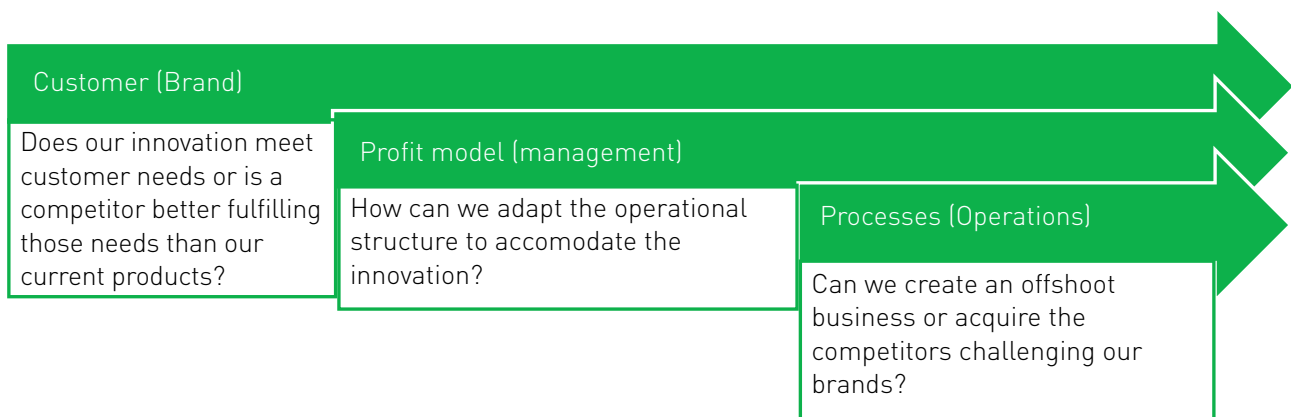 Customer (Brand)
Does our innovation meet
customer needs or is a
competitor better fulfilling
those needs than our
current products?
Profit model (management)
How can we adapt the operational
structure to accomodate the
innovation?
Processes (Operations)
Can we create an offshoot
business or acquire the
competitors challenging our
brands?